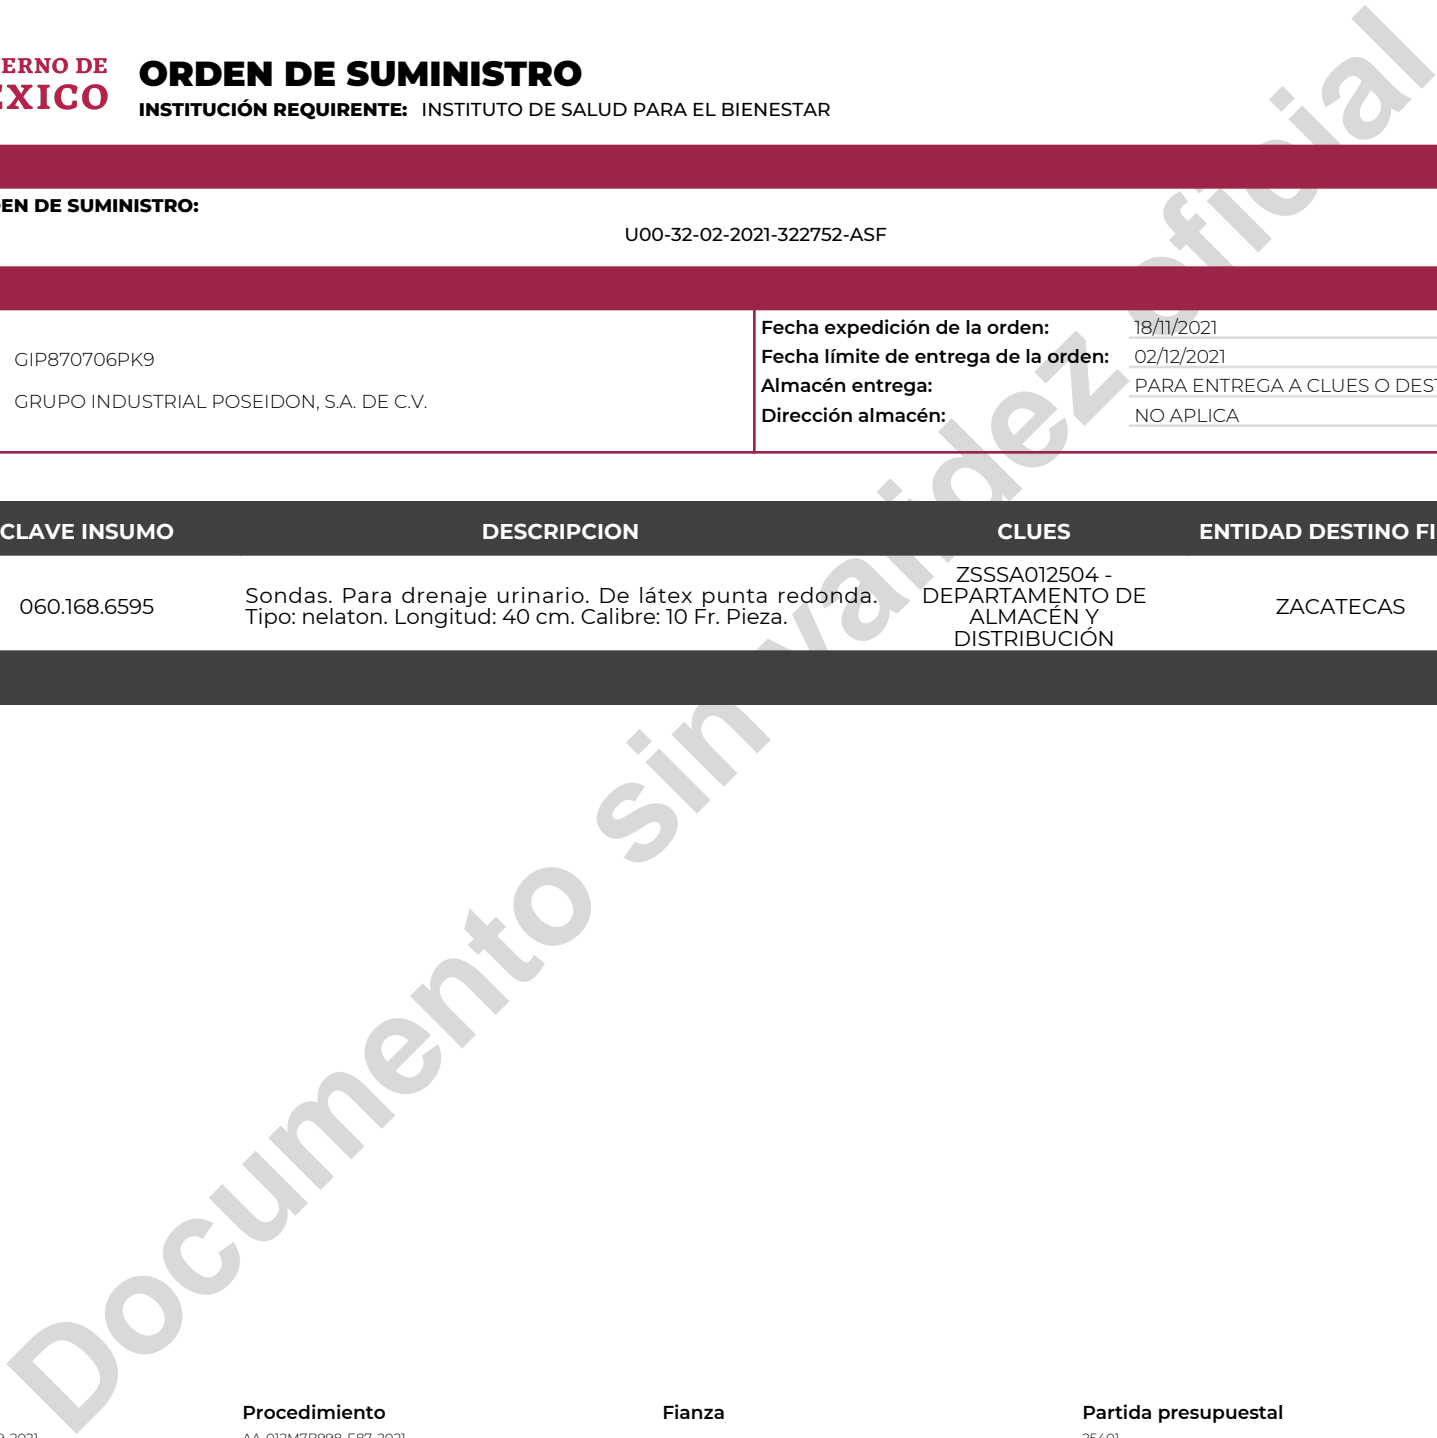 ERNO DE
ORDEN DE SUMINISTRO
XICO
INSTITUCIÓN REQUIRENTE: INSTITUTO DE SALUD PARA EL BIENESTAR
EN DE SUMINISTRO:
U00-32-02-2021-322752-ASF
Fecha expedición de la orden: 18/11/2021
GIP870706PK9
Fecha límite de entrega de la orden: 02/12/2021
Almacén entrega: PARA ENTREGA A CLUES O DEST
GRUPO INDUSTRIAL POSEIDON, S.A. DE C.V.
Dirección almacén: NO APLICA
CLAVE INSUMO DESCRIPCION CLUES ENTIDAD DESTINO FI
060.168.6595
Sondas. Para drenaje urinario. De látex punta redonda.
Tipo: nelaton. Longitud: 40 cm. Calibre: 10 Fr. Pieza.
ZSSSA012504 -
DEPARTAMENTO DE
ALMACÉN Y
DISTRIBUCIÓN
ZACATECAS
Documento sin validez oficial
Procedimiento Fianza Partida presupuestal